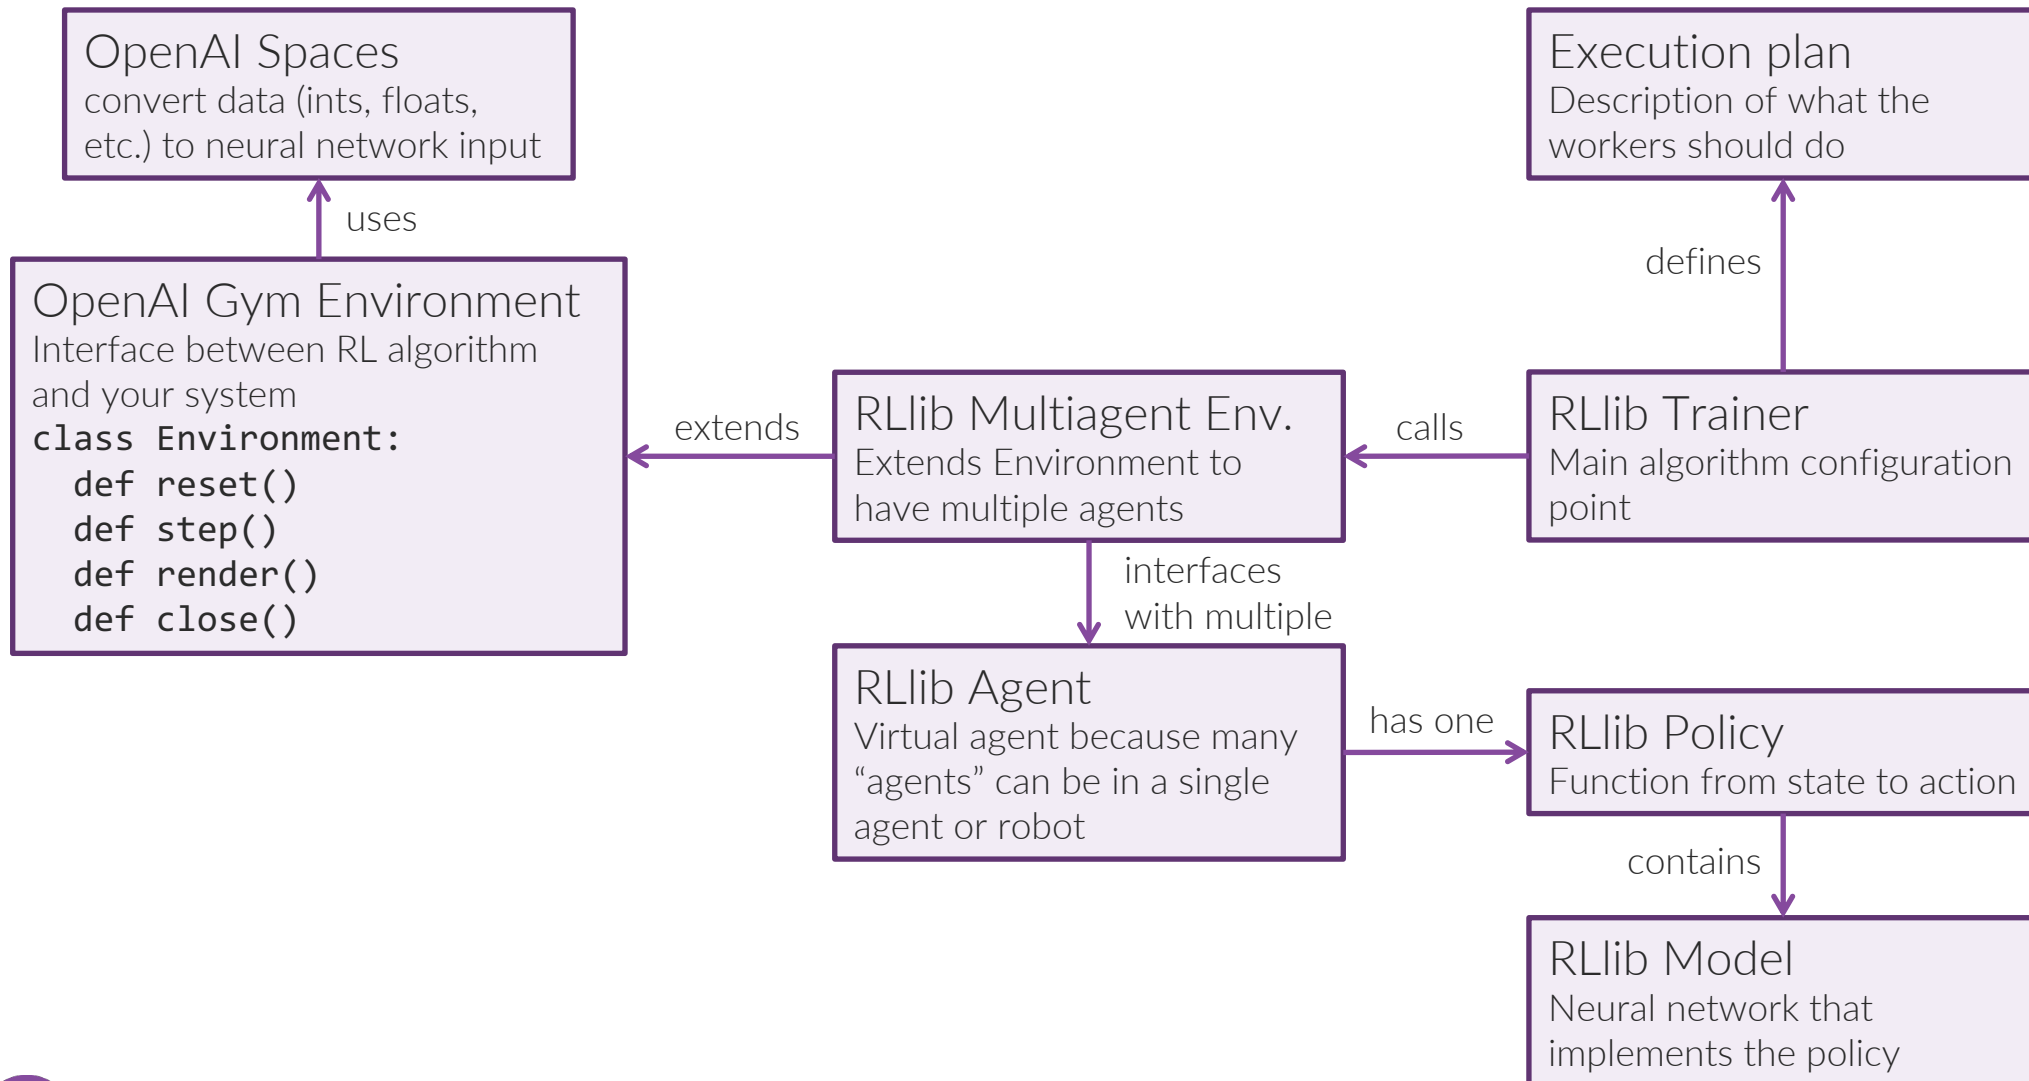 OpenAI Spaces
convert data (ints, floats,
etc.) to neural network input
uses
OpenAI Gym Environment
Interface between RL algorithm
and your system
class Environment:
  def reset()
  def step()
  def render()
  def close()
extends
RLlib Multiagent Env.
Extends Environment to
have multiple agents
calls
RLlib Trainer
Main algorithm configuration
point
defines
Execution plan
Description of what the
workers should do
interfaces
with multiple
RLlib Agent
Virtual agent because many
“agents” can be in a single
agent or robot
has one
RLlib Policy
Function from state to action
contains
RLlib Model
Neural network that
implements the policy